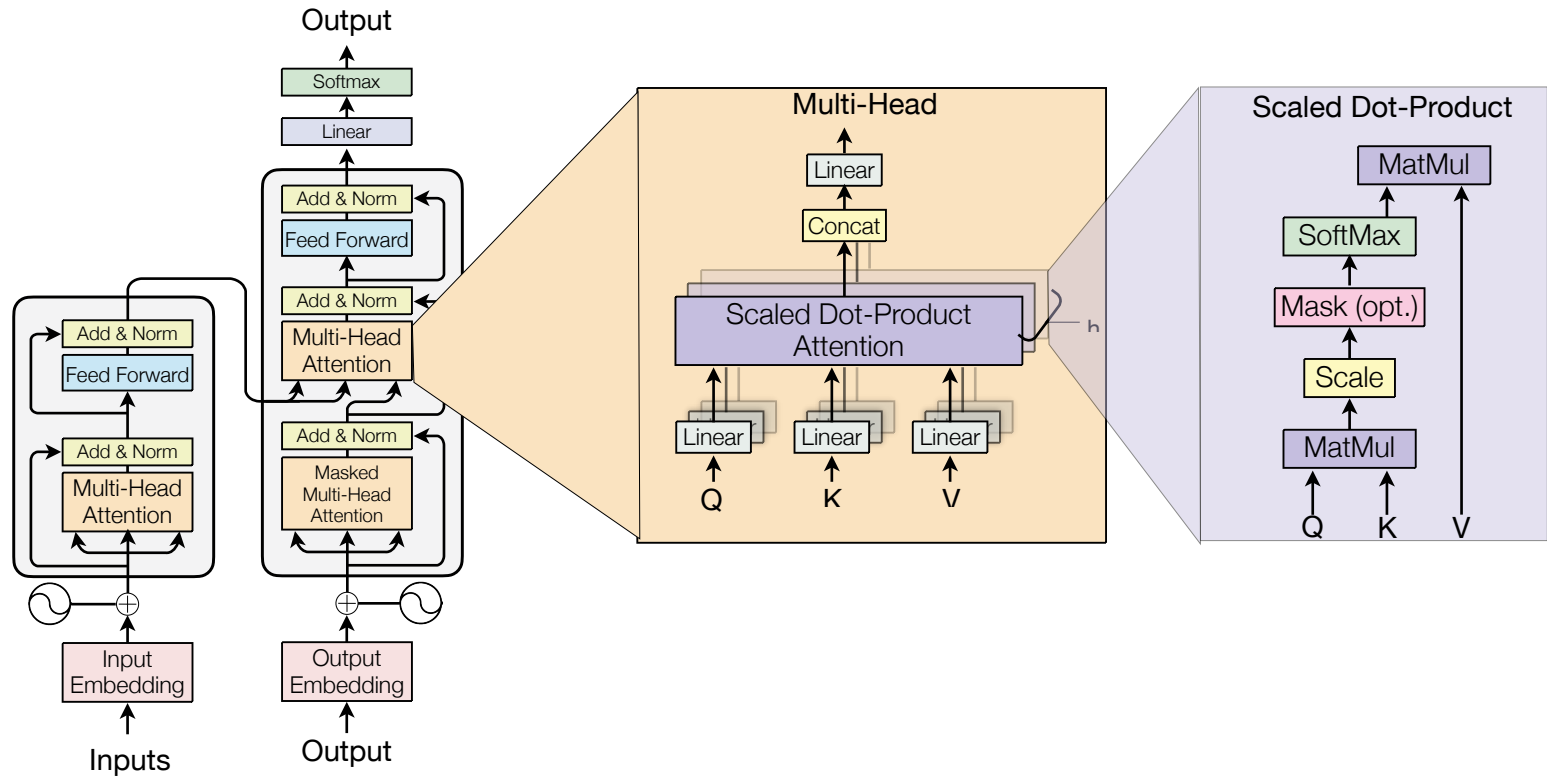 Output
Softmax
Linear
Add & Norm
Feed Forward
Add & Norm
Multi-Head
Attention
Add & Norm
Masked
Multi-Head
Attention
Output
Embedding
Output
Add & Norm
Feed Forward
Add & Norm
Multi-Head
Attention
Input
Embedding
Inputs
Multi-Head
Linear
Concat
Scaled Dot-Product
Attention
Linear
Linear
Linear
Q
K
V
Scaled Dot-Product
MatMul
SoftMax
Mask (opt.)
Scale
MatMul
Q
K
V